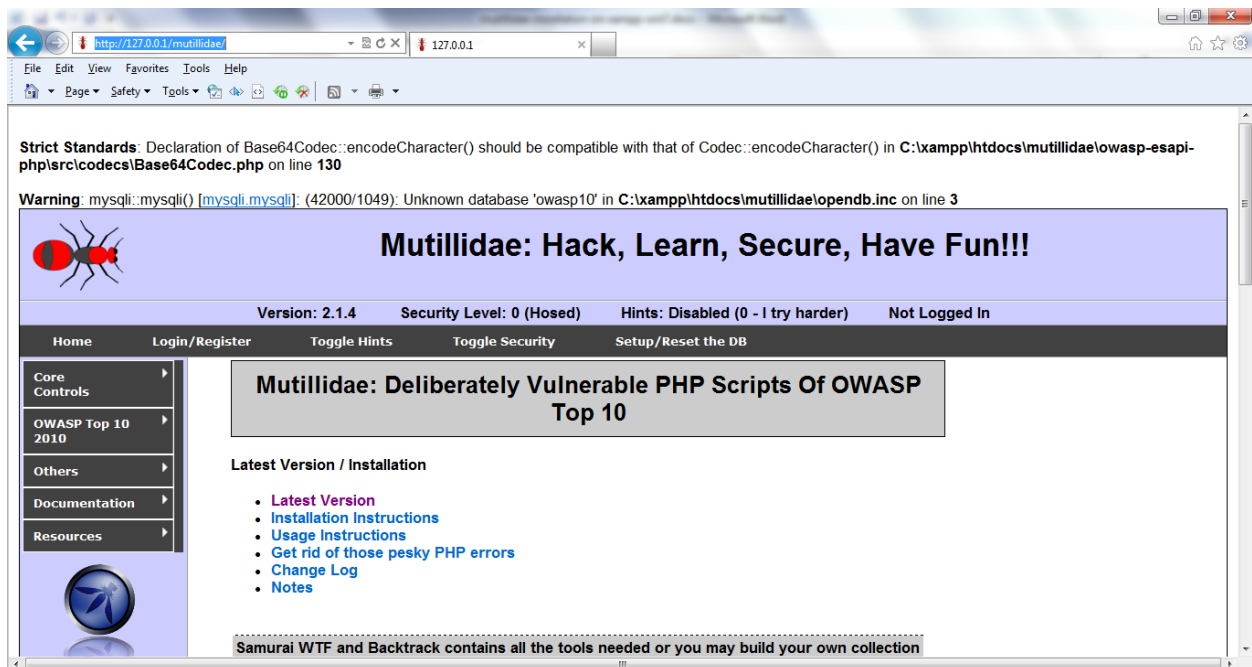 http://127.0.0.1/mutillidae/
127.0.0.1
File Edit View Favorites Tools Help
Page Safety Tools
Strict Standards: Declaration of Base64Codec::encodeCharacter() should be compatible with that of Codec::encodeCharacter() in C:\xampp\htdocs\mutillidae\owasp-esapi-
php\src\codecs\Base64Codec.php on line 130
Warning: mysqli::mysqli() [mysqli.mysqli]: (42000/1049): Unknown database 'owasp10' in C:\xampp\htdocs\mutillidae\opendb.inc on line 3
Mutillidae: Hack, Learn, Secure, Have Fun!!!
Version: 2.1.4 Security Level: 0 (Hosed) Hints: Disabled (0 - I try harder) Not Logged In
Home Login/Register Toggle Hints Toggle Security Setup/Reset the DB
Core
Controls
OWASP Top 10
2010
Others
Documentation
Resources
Mutillidae: Deliberately Vulnerable PHP Scripts Of OWASP
Top 10
Latest Version / Installation
Latest Version
Installation Instructions
Usage Instructions
Get rid of those pesky PHP errors
Change Log
Notes
Samurai WTF and Backtrack contains all the tools needed or you may build your own collection